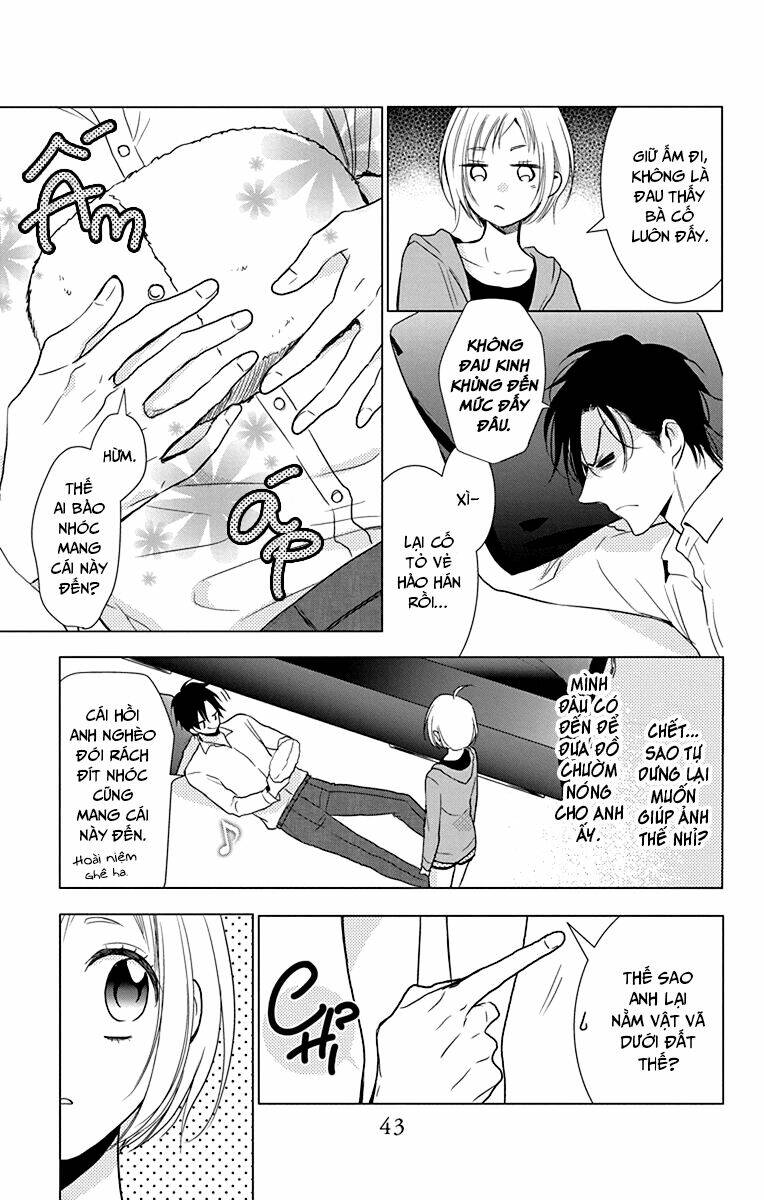 GIỮ ẤM ĐI,
KHÔNG LÀ
ĐAU THẤY
BÀ CỐ
LUÔN ĐẤY.
KHÔNG
ĐAU KINH
KHỦNG ĐẾN
MỨC ĐẤY
ĐÂU.
XÌ-
LẠI CỐ
TỎ VẺ
HÀO HÁN
RỒI...
ẤM
ÁP
HỪM.
THẾ
AI BÀO
NHÓC
MANG
CÁI NÀY
ĐẾN?
CHẾT...
SAO TỰ
DƯNG LẠI
MUỐN
GIÚP ẢNH
THẾ NHỈ?
MÌNH
ĐÂU CÓ
ĐẾN ĐỂ
ĐƯA ĐỒ
CHƯỜM
NÓNG
CHO ANH
ẤY.
CÁI HỒI
ANH NGHÈO
ĐÓI RÁCH
ĐÍT NHÓC
CŨNG
MANG CÁI
NÀY ĐẾN.
Hoài niệm
ghê ha.
THẾ SAO
ANH LẠI
NẰM VẬT VÃ
DƯỚI ĐẤT
THẾ?
CHỈ?
43